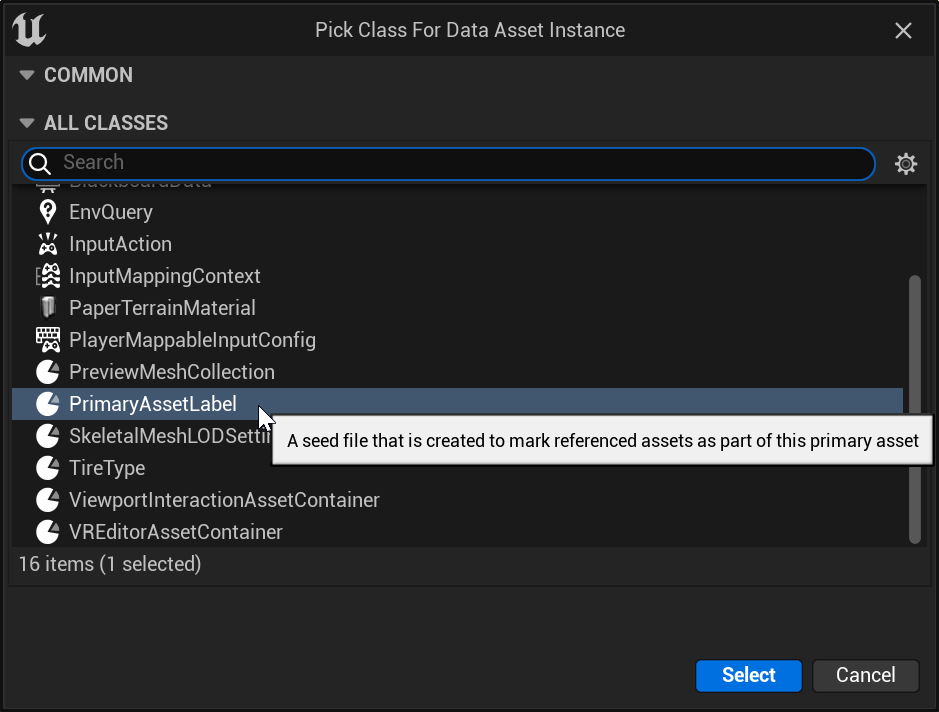 Pick Class For Data Asset Instance
COMMON
ALL CLASSES
Search
BlackboardData
EnvQuery
InputAction
InputMappingContext
PaperTerrainMaterial
PlayerMappableInputConfig
PreviewMeshCollection
PrimaryAssetLabel
SkeletalMeshLODSetti
A seed file that is created to mark referenced assets as part of this primary asset
TireType
ViewportInteractionAssetContainer
VREditorAssetContainer
16 items (1 selected)
Select
Cancel